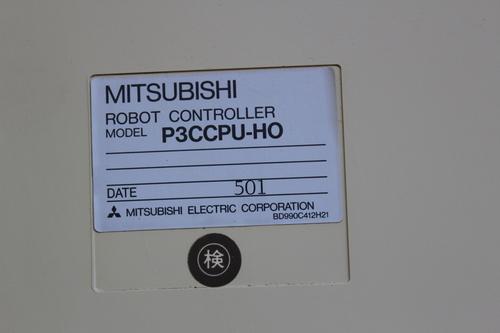 MITSUBISHI
ROBOT CONTROLLER
MODEL P3CCPU-HO
DATE 501
MITSUBISHI ELECTRIC CORPORATION
BD990C412H21
検